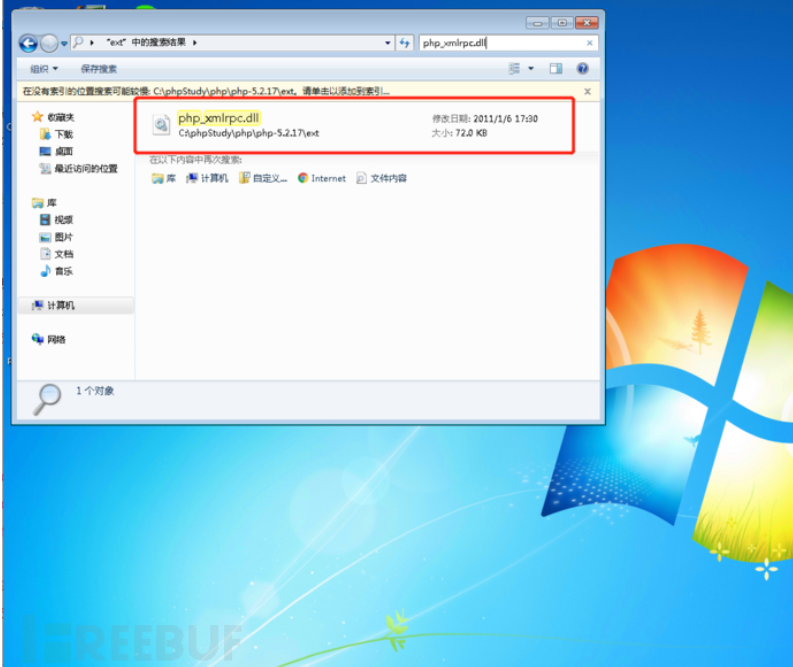 "ext" 中的搜索结果
php_xmlrpc.dll
组织
保存搜索
在没有索引的位置搜索可能较慢: C:\phpStudy\php\php-5.2.17\ext。请单击以添加到索引...
收藏夹
下载
桌面
最近访问的位置
库
视频
图片
文档
音乐
计算机
网络
php_xmlrpc.dll
C:\phpStudy\php\php-5.2.17\ext
修改日期: 2011/1/6 17:30
大小: 72.0 KB
在以下内容中再次搜索:
库 计算机 自定义... Internet 文件内容
1 个对象
FREEBUF